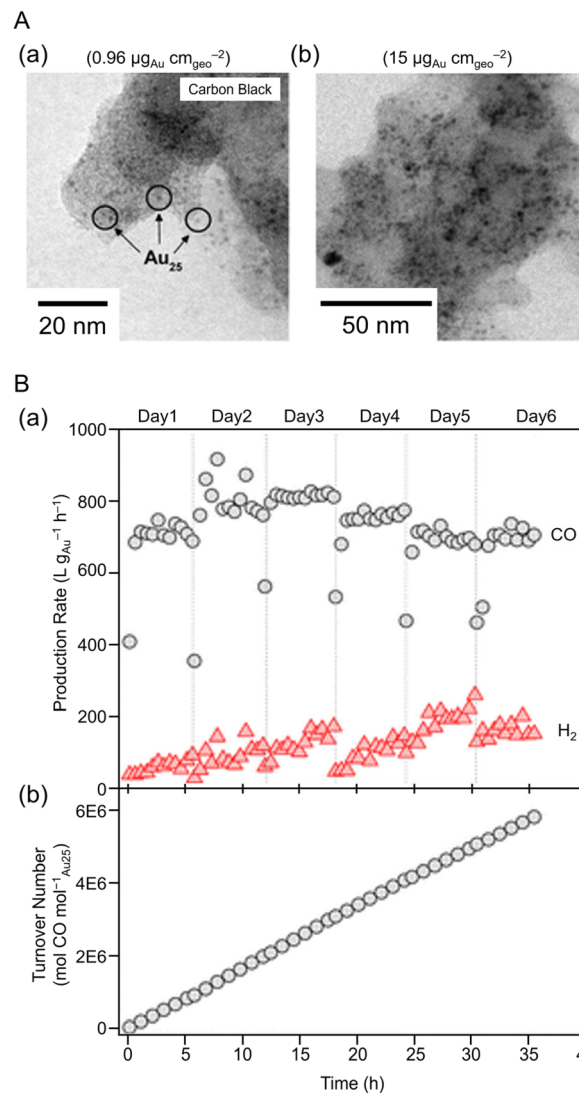 A
(a) (0.96 μgAu cmgeo⁻²)
(b) (15 μgAu cmgeo⁻²)
Carbon Black
Au₂₅
20 nm
50 nm
B
(a)
Day1 Day2 Day3 Day4 Day5 Day6
1000
800
600
400
200
0
Production Rate (L gAu⁻¹ h⁻¹)
CO
H₂
(b)
6E6
4E6
2E6
0
Turnover Number
(mol CO mol⁻¹Au25)
0 5 10 15 20 25 30 35 4
Time (h)